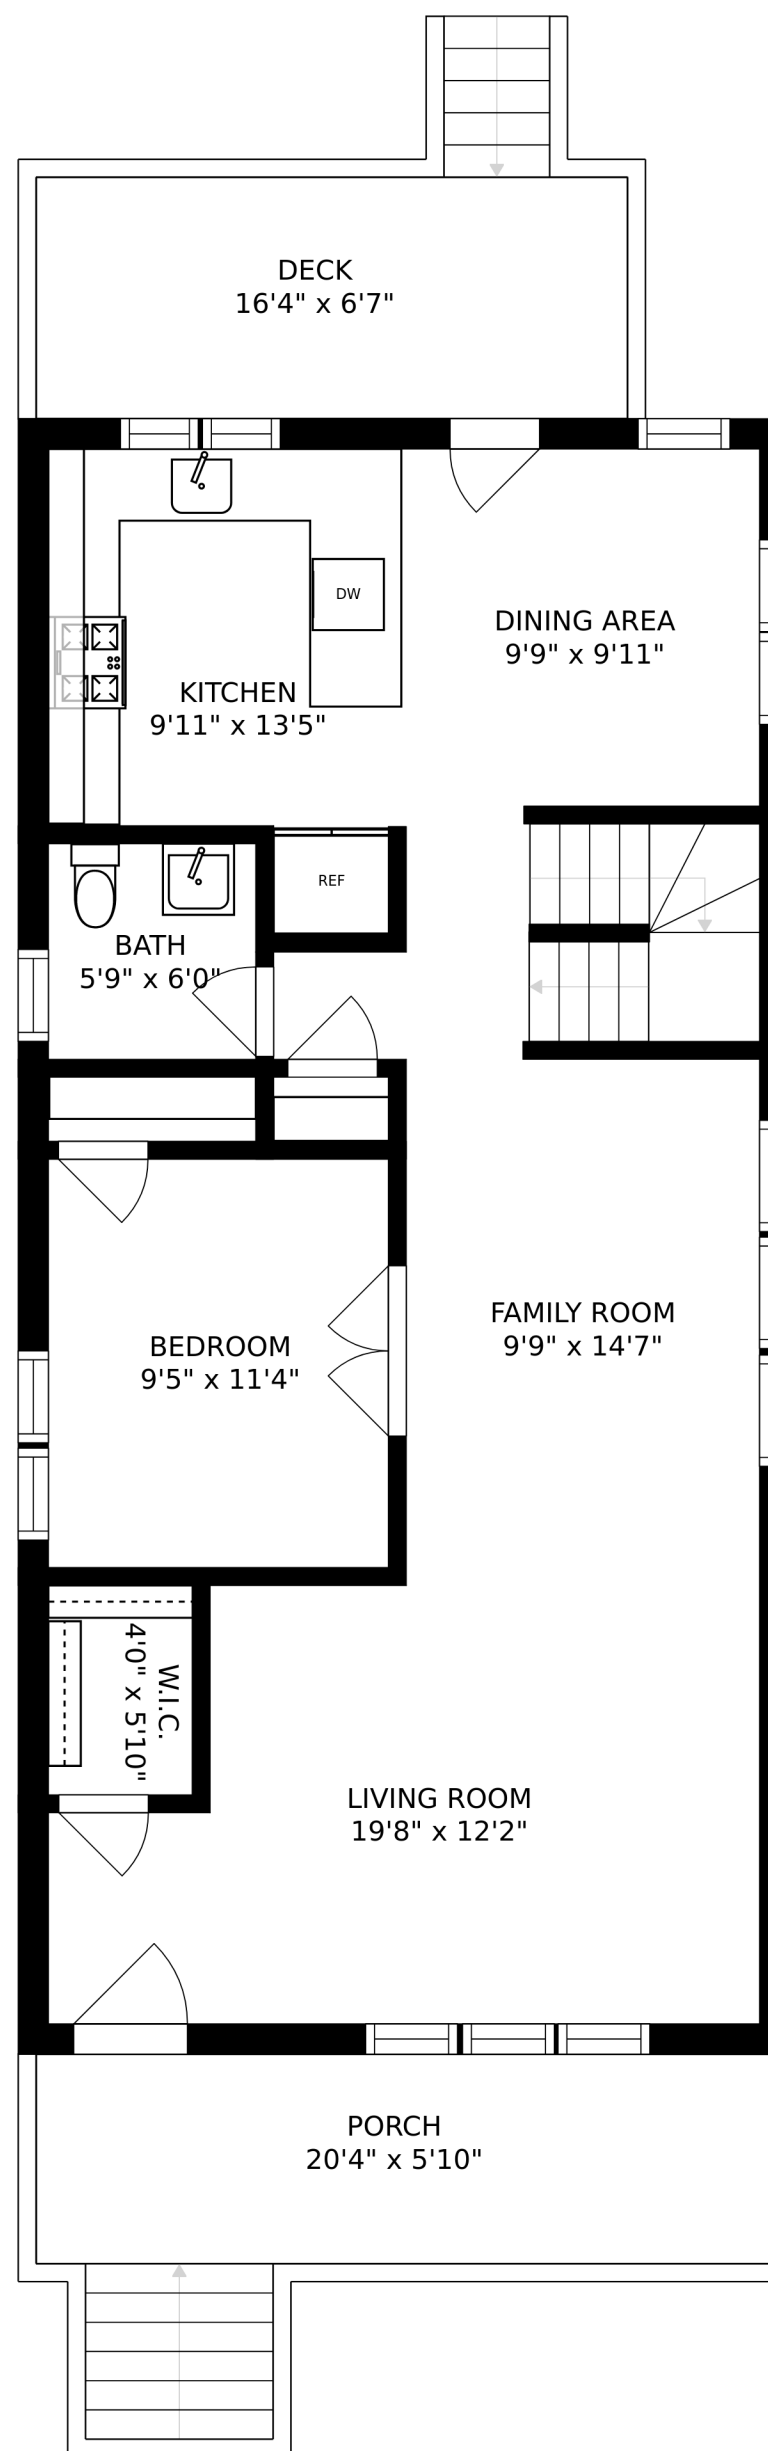 DECK
16'4" x 6'7"
DW
DINING AREA
9'9" x 9'11"
KITCHEN
9'11" x 13'5"
REF
BATH
5'9" x 6'0"
FAMILY ROOM
9'9" x 14'7"
BEDROOM
9'5" x 11'4"
W.I.C.
4'0" x 5'10"
LIVING ROOM
19'8" x 12'2"
PORCH
20'4" x 5'10"